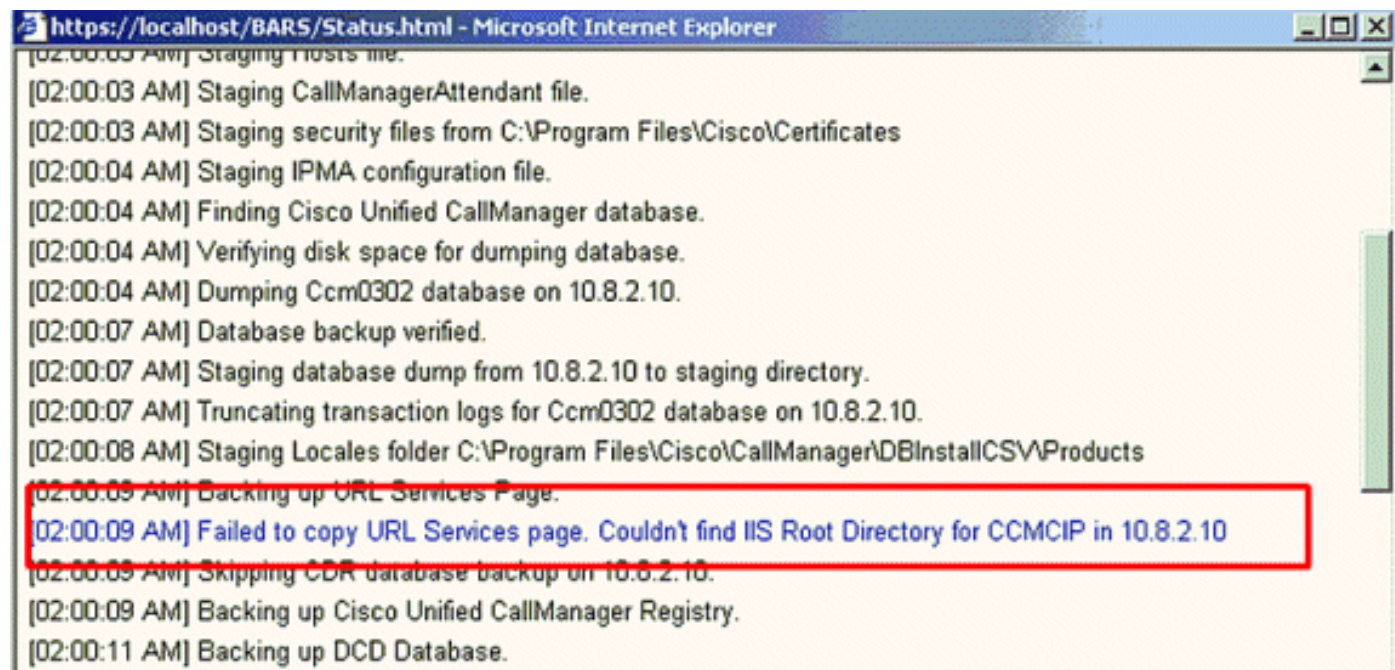 https://localhost/BARS/Status.html - Microsoft Internet Explorer
[02:00:03 AM] Staging Hosts file.
[02:00:03 AM] Staging CallManagerAttendant file.
[02:00:03 AM] Staging security files from C:\Program Files\Cisco\Certificates
[02:00:04 AM] Staging IPMA configuration file.
[02:00:04 AM] Finding Cisco Unified CallManager database.
[02:00:04 AM] Verifying disk space for dumping database.
[02:00:04 AM] Dumping Ccm0302 database on 10.8.2.10.
[02:00:07 AM] Database backup verified.
[02:00:07 AM] Staging database dump from 10.8.2.10 to staging directory.
[02:00:07 AM] Truncating transaction logs for Ccm0302 database on 10.8.2.10.
[02:00:08 AM] Staging Locales folder C:\Program Files\Cisco\CallManager\DBInstallCSV\\Products
[02:00:09 AM] Backing up URL Services Page.
[02:00:09 AM] Failed to copy URL Services page. Couldn't find IIS Root Directory for CCMCIP in 10.8.2.10
[02:00:09 AM] Skipping CDR database backup on 10.8.2.10.
[02:00:09 AM] Backing up Cisco Unified CallManager Registry.
[02:00:11 AM] Backing up DCD Database.